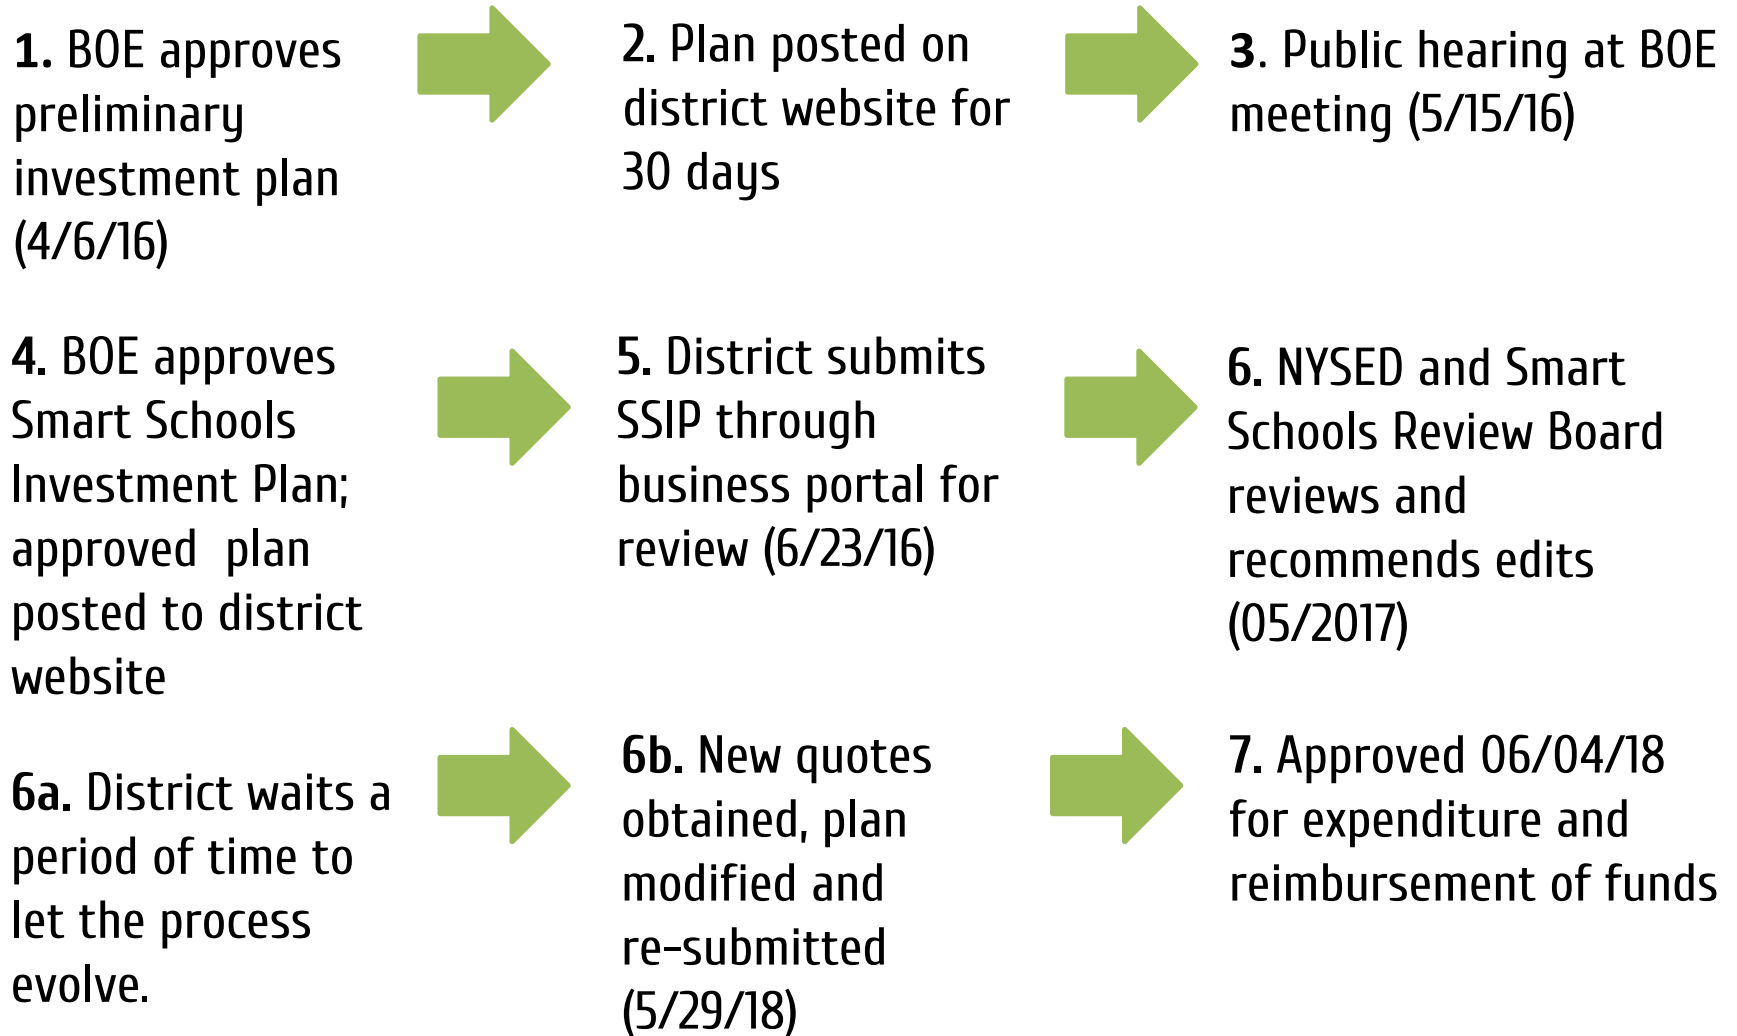 1. BOE approves
preliminary
investment plan
(4/6/16)
2. Plan posted on
district website for
30 days
3. Public hearing at BOE
meeting (5/15/16)
4. BOE approves
Smart Schools
Investment Plan;
approved  plan
posted to district
website
5. District submits
SSIP through
business portal for
review (6/23/16)
6. NYSED and Smart
Schools Review Board
reviews and
recommends edits
(05/2017)
6a. District waits a
period of time to
let the process
evolve.
6b. New quotes
obtained, plan
modified and
re-submitted
(5/29/18)
7. Approved 06/04/18
for expenditure and
reimbursement of funds